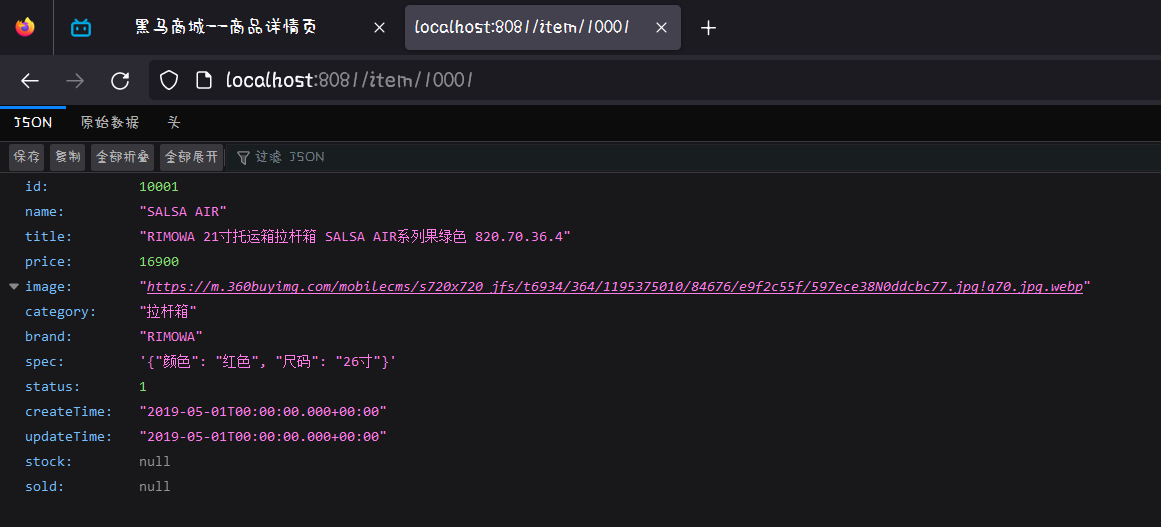 黑马商城--商品详情页
localhost:8081/item/10001
localhost:8081/item/10001
JSON 原始数据 头
保存 复制 全部折叠 全部展开 过滤 JSON
id: 10001
name: "SALSA AIR"
title: "RIMOWA 21寸托运箱拉杆箱 SALSA AIR系列果绿色 820.70.36.4"
price: 16900
image: "https://m.360buyimg.com/mobilecms/s720x720_jfs/t6934/364/1195375010/84676/e9f2c55f/597ece38N0ddcbc77.jpg!q70.jpg.webp"
category: "拉杆箱"
brand: "RIMOWA"
spec: '{"颜色": "红色", "尺码": "26寸"}'
status: 1
createTime: "2019-05-01T00:00:00.000+00:00"
updateTime: "2019-05-01T00:00:00.000+00:00"
stock: null
sold: null